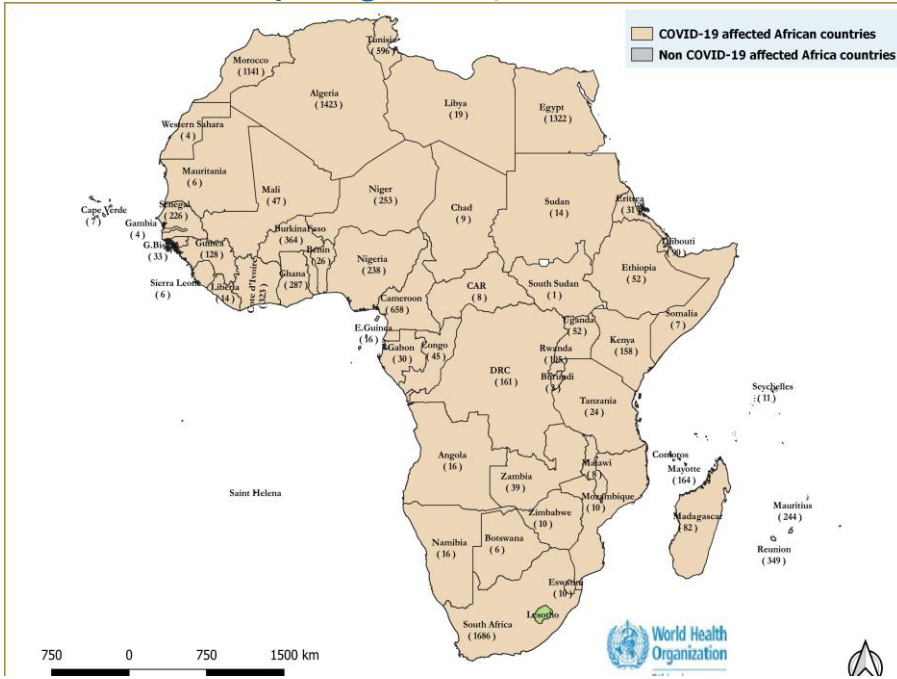 COVID-19 affected African countries
Non COVID-19 affected Africa countries
Tunisia
( 596 )
Morocco
( 1141 )
Algeria
( 1423 )
Libya
( 19 )
Egypt
( 1322 )
Western Sahara
( 4 )
Mauritania
( 6 )
Mali
( 47 )
Niger
( 253 )
Chad
( 9 )
Sudan
( 14 )
Eritrea
( 31
Cape Verde
( 7 )
Senegal
( 226 )
Gambia
( 4 )
G.Bis
( 33 )
Guinea
( 128 )
BurkinaFaso
( 364 )
Benin
( 26 )
Djibouti
Sierra Leone
( 6 )
Liberia
( 14 )
Cote d'Ivoire
( 323 )
Ghana
( 287 )
Nigeria
( 238 )
Cameroon
( 658 )
CAR
( 8 )
South Sudan
( 1 )
Ethiopia
( 52 )
Somalia
( 7 )
E.Guinea
( 16 )
Gabon
( 30 )
Congo
( 45 )
DRC
( 161 )
Uganda
( 52 )
Rwanda
( 105 )
Burundi
Kenya
( 158 )
Tanzania
( 24 )
Seychelles
( 11 )
Angola
( 16 )
Zambia
( 39 )
Malawi
Comoros
Mayotte
( 164 )
Mozambique
( 10 )
Saint Helena
Zimbabwe
( 10 )
Madagascar
( 82 )
Mauritius
( 244 )
Reunion
( 349 )
Namibia
( 16 )
Botswana
( 6 )
Eswatini
( 10 )
Lesotho
South Africa
( 1686 )
World Health
Organization
750 0 750 1500 km